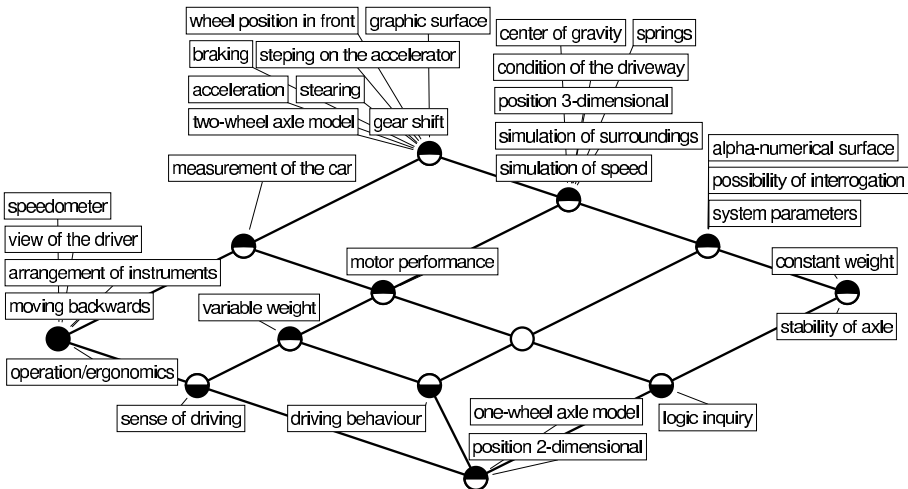 wheel position in front
graphic surface
center of gravity
springs
braking
steping on the accelerator
condition of the driveway
acceleration
stearing
position 3-dimensional
two-wheel axle model
gear shift
simulation of surroundings
alpha-numerical surface
measurement of the car
simulation of speed
possibility of interrogation
speedometer
system parameters
view of the driver
arrangement of instruments
motor performance
constant weight
moving backwards
variable weight
stability of axle
operation/ergonomics
sense of driving
driving behaviour
one-wheel axle model
logic inquiry
position 2-dimensional